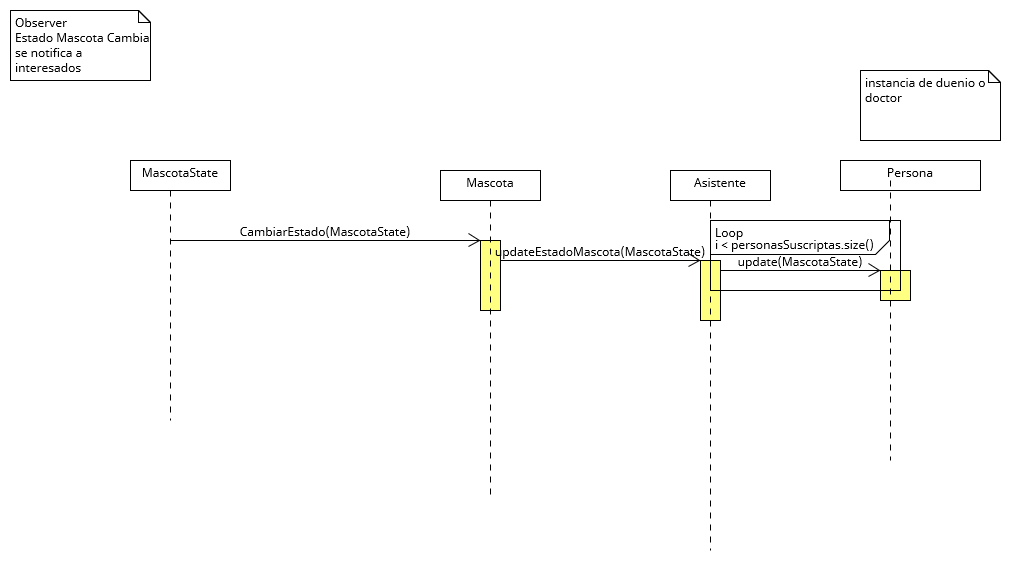 Observer
Estado Mascota Cambia
se notifica a
interesados
instancia de duenio o
doctor
MascotaState
Mascota
Asistente
Persona
CambiarEstado(MascotaState)
updateEstadoMascota(MascotaState)
Loop
i < personasSuscriptas.size()
update(MascotaState)